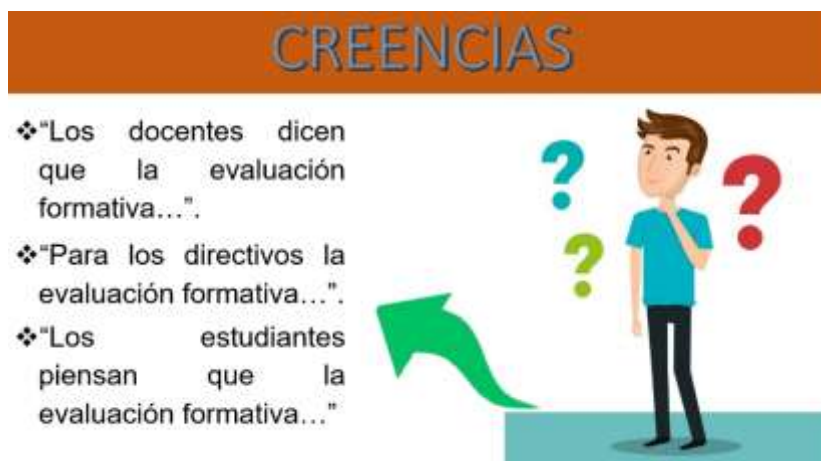 CREENCIAS
❖“Los docentes dicen
que la evaluación
formativa…”.
❖“Para los directivos la
evaluación formativa…”.
❖“Los estudiantes
piensan que la
evaluación formativa…”
? ? ?